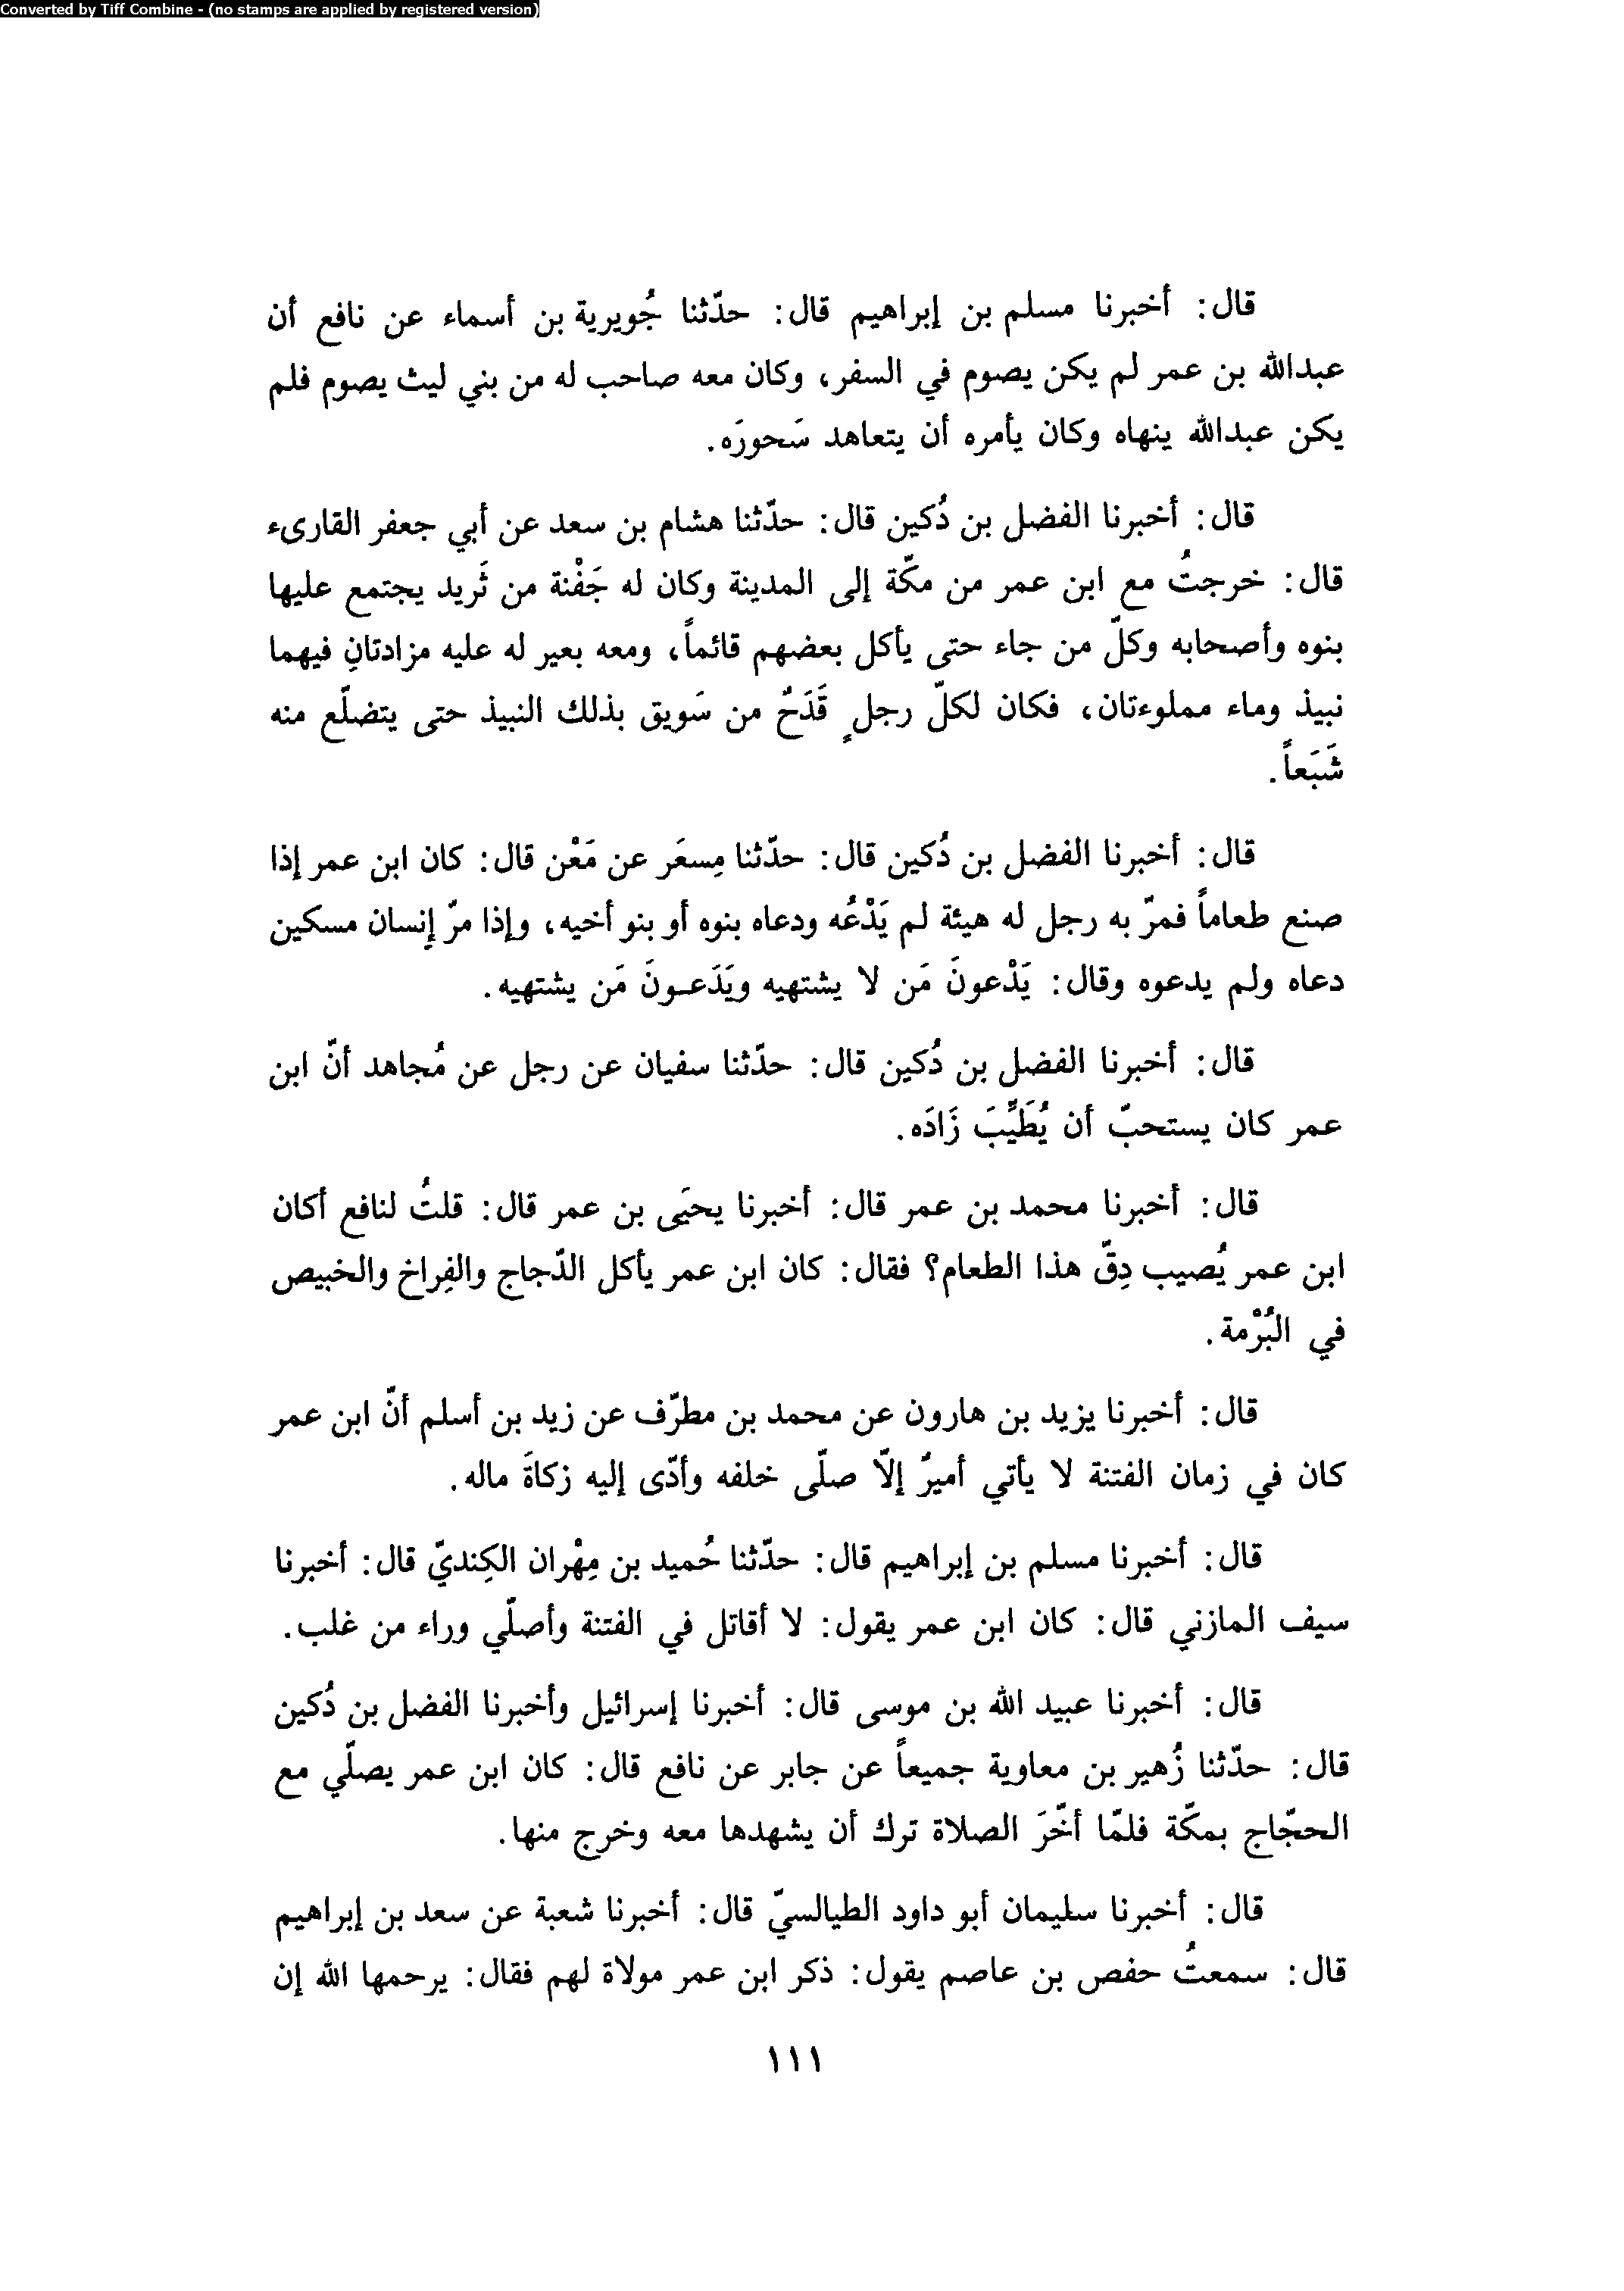 Converted by Tiff Combine - (no stamps are applied by registered version)
قال: أخبرنا مسلم بن إبراهيم قال: حدّثنا جُويرية بن أسماء عن نافع أن
عبدالله بن عمر لم يكن يصوم في السفر، وكان معه صاحب له من بني ليث يصوم فلم
يكن عبدالله ينهاه وكان يأمره أن يتعاهد سَحورَه.
قال: أخبرنا الفضل بن دُكين قال: حدّثنا هشام بن سعد عن أبي جعفر القارىء
قال: خرجتُ مع ابن عمر من مكّة إلى المدينة وكان له جَفْنة من ثَريد يجتمع عليها
بنوه وأصحابه وكلّ من جاء حتى يأكل بعضهم قائماً، ومعه بعير له عليه مزادتانِ فيهما
نبيذ وماء مملوءتان، فكان لكلّ رجلٍ قَدَحٌ من سَويق بذلك النبيذ حتى يتضلّع منه
شَبَعاً.
قال: أخبرنا الفضل بن دُكين قال: حدّثنا مِسعَر عن مَعْن قال: كان ابن عمر إذا
صنع طعاماً فمرّ به رجل له هيئة لم يَدْعُه ودعاه بنوه أو بنو أخيه، وإذا مرّ إنسان مسكين
دعاه ولم يدعوه وقال: يَدْعونَ مَن لا يشتهيه ويَدَعـونَ مَن يشتهيه.
قال: أخبرنا الفضل بن دُكين قال: حدّثنا سفيان عن رجل عن مُجاهد أنّ ابن
عمر كان يستحبّ أن يُطَيِّبَ زَادَه.
قال: أخبرنا محمد بن عمر قال: أخبرنا يحيَى بن عمر قال: قلتُ لنافع أكان
ابن عمر يُصيب دِقّ هذا الطعام؟ فقال: كان ابن عمر يأكل الدّجاج والفِراخ والخبيص
في البُرْمة.
قال: أخبرنا يزيد بن هارون عن محمد بن مطرّف عن زيد بن أسلم أنّ ابن عمر
كان في زمان الفتنة لا يأتي أميرٌ إلّا صلّى خلفه وأدّى إليه زكاةَ ماله.
قال: أخبرنا مسلم بن إبراهيم قال: حدّثنا حُميد بن مِهْران الكِنديّ قال: أخبرنا
سيف المازني قال: كان ابن عمر يقول: لا أقاتل في الفتنة وأصلّي وراء من غلب.
قال: أخبرنا عبيد الله بن موسى قال: أخبرنا إسرائيل وأخبرنا الفضل بن دُكين
قال: حدّثنا زُهير بن معاوية جميعاً عن جابر عن نافع قال: كان ابن عمر يصلّي مع
الحجّاج بمكّة فلمّا أخّرَ الصلاة ترك أن يشهدها معه وخرج منها.
قال: أخبرنا سليمان أبو داود الطيالسيّ قال: أخبرنا شعبة عن سعد بن إبراهيم
قال: سمعتُ حفص بن عاصم يقول: ذكر ابن عمر مولاة لهم فقال: يرحمها الله إن
١١١